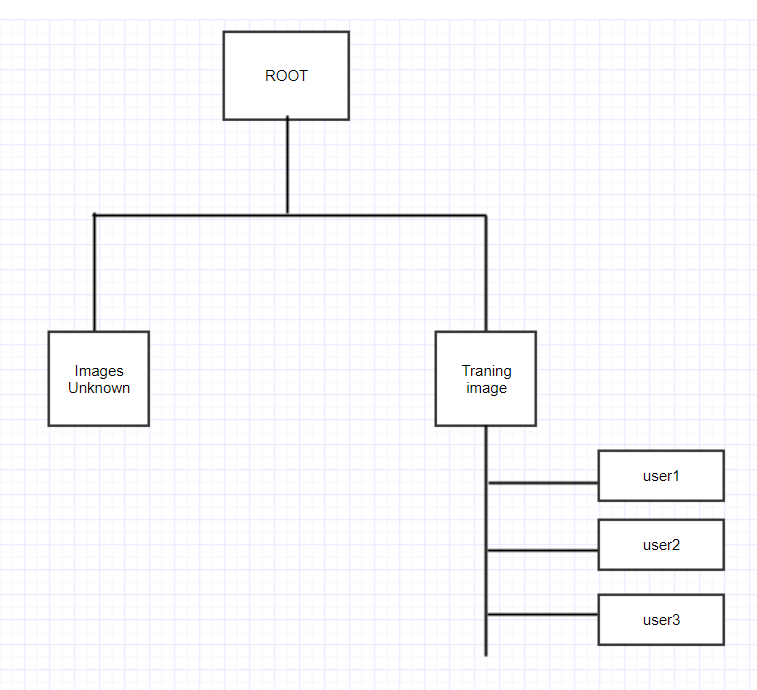 ROOT
Images
Unknown
Traning
image
user1
user2
user3